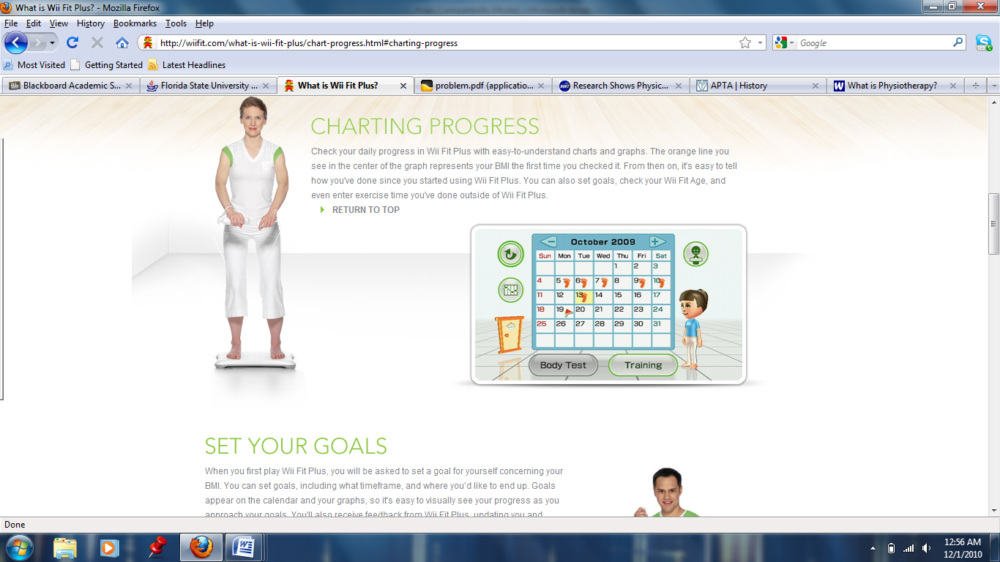 What is Wii Fit Plus? - Mozilla Firefox
File Edit View History Bookmarks Tools Help
http://wiifit.com/what-is-wii-fit-plus/chart-progress.html#charting-progress
Google
Most Visited Getting Started Latest Headlines
Blackboard Academic S... Florida State University ... What is Wii Fit Plus? problem.pdf (applicatio... Research Shows Physic... APTA | History What is Physiotherapy?
CHARTING PROGRESS
Check your daily progress in Wii Fit Plus with easy-to-understand charts and graphs. The orange line you
see in the center of the graph represents your BMI the first time you checked it. From then on, it's easy to tell
how you've done since you started using Wii Fit Plus. You can also set goals, check your Wii Fit Age, and
even enter exercise time you've done outside of Wii Fit Plus.
RETURN TO TOP
October 2009
Sun Mon Tue Wed Thu Fri Sat
1 2 3
4 5 6 7 8 9 10
11 12 13 14 15 16 17
18 19 20 21 22 23 24
25 26 27 28 29 30 31
Body Test Training
SET YOUR GOALS
When you first play Wii Fit Plus, you will be asked to set a goal for yourself concerning your
BMI. You can set goals, including what timeframe, and where you'd like to end up. Goals
appear on the calendar and your graphs, so it's easy to visually see your progress as you
approach your goals. You'll also receive feedback from Wii Fit Plus, updating you and
Done
12:56 AM
12/1/2010